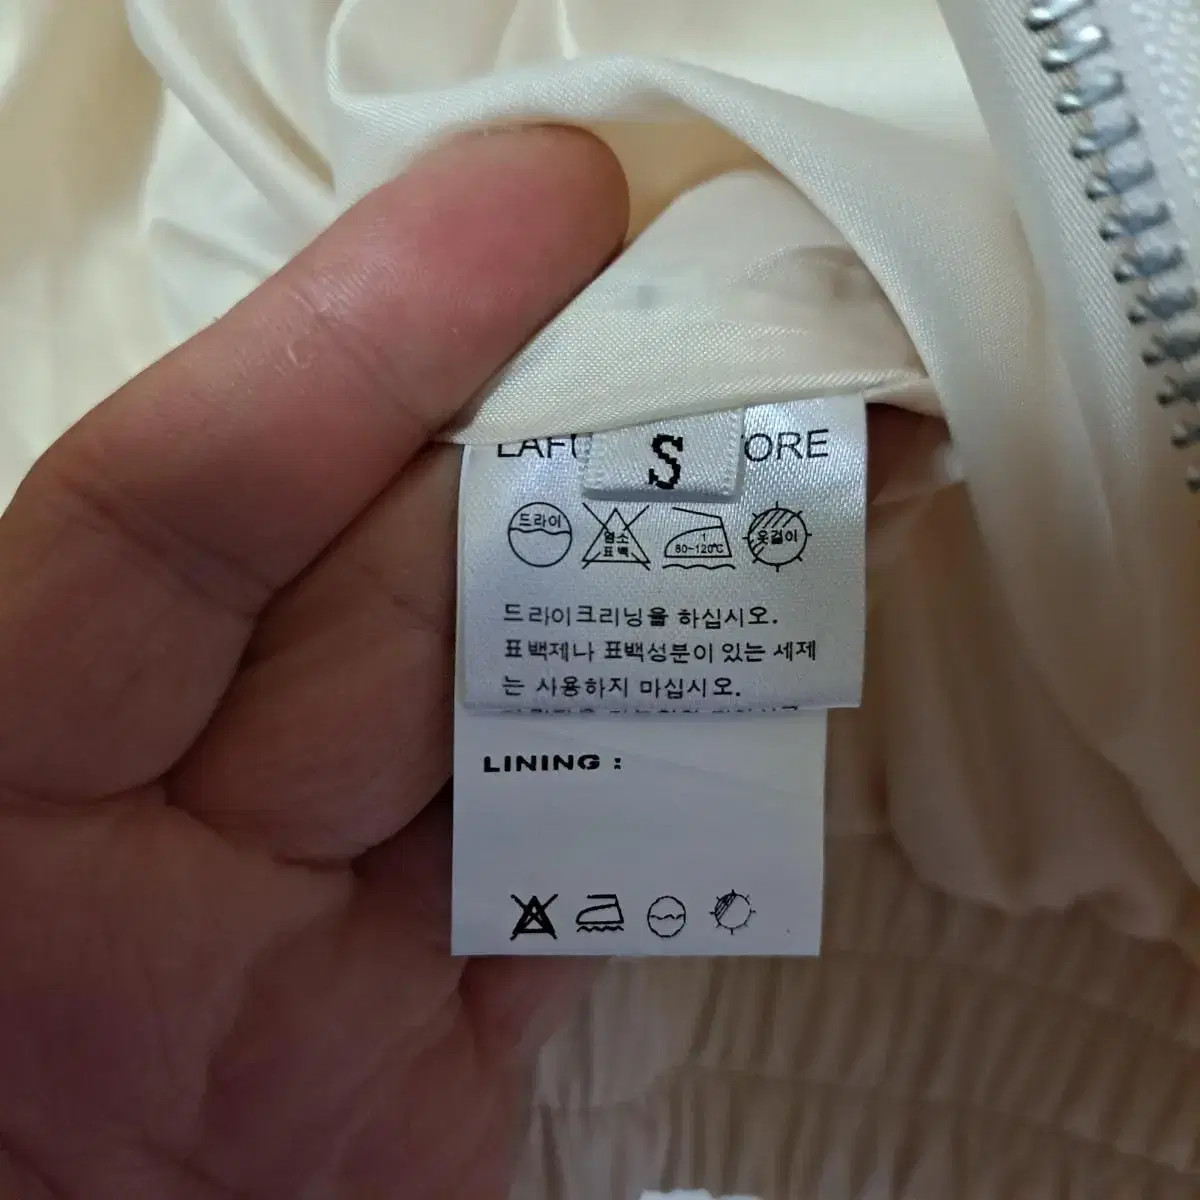 S
드라이
염소
표백
1
80~120℃
옷걸이
드라이크리닝을 하십시오.
표백제나 표백성분이 있는 세제
는 사용하지 마십시오.
LINING :